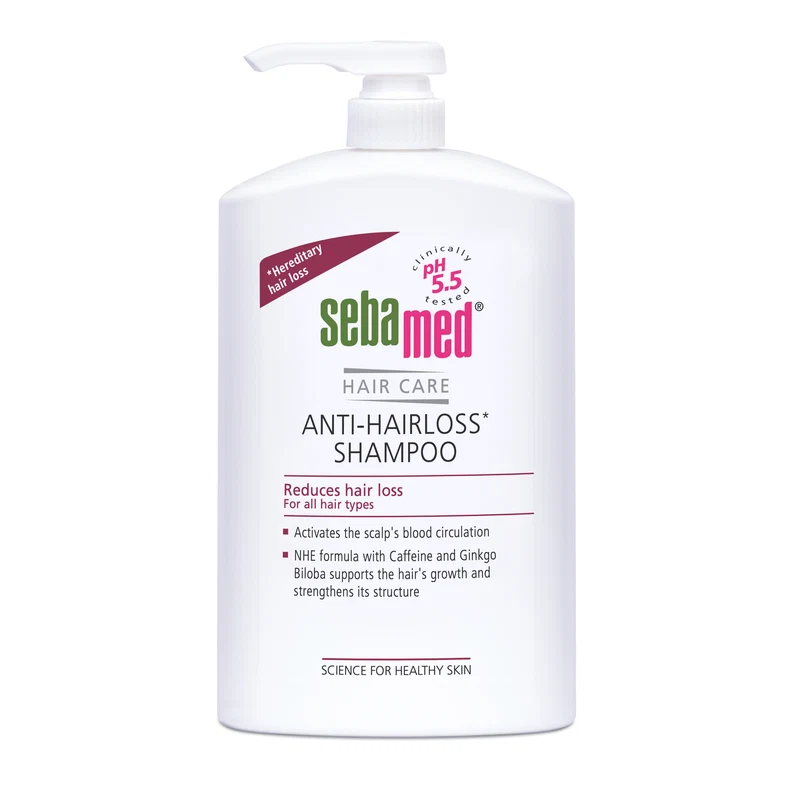 *Hereditary
hair loss
clinically
pH
5.5
tested
sebamed®
HAIR CARE
ANTI-HAIRLOSS*
SHAMPOO
Reduces hair loss
For all hair types
▪ Activates the scalp's blood circulation
▪ NHE formula with Caffeine and Ginkgo
Biloba supports the hair's growth and
strengthens its structure
SCIENCE FOR HEALTHY SKIN